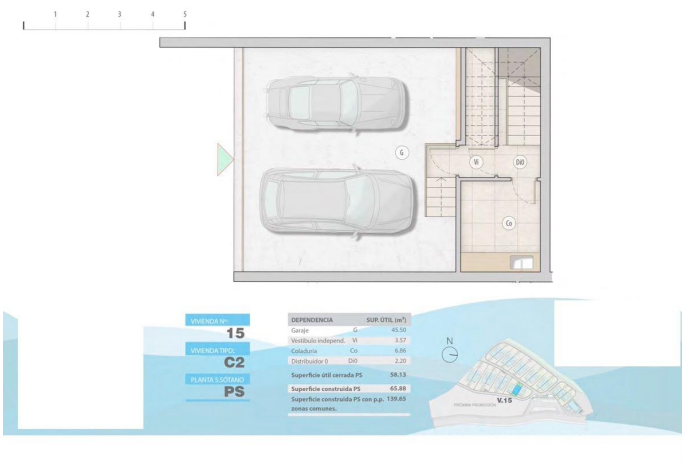 1 2 3 4 5
G
Vi
Di0
Co
VIVIENDA Nº:
15
VIVIENDA TIPO:
C2
PLANTA S.SÓTANO
PS
DEPENDENCIA SUP. ÚTIL (m²)
Garaje G 45.50
Vestíbulo independ. Vi 3.57
Coladuría Co 6.86
Distribuidor 0 Di0 2.20
Superficie útil cerrada PS 58.13
Superficie construida PS 65.88
Superficie construida PS con p.p. 139.65
zonas comunes.
N
V.15